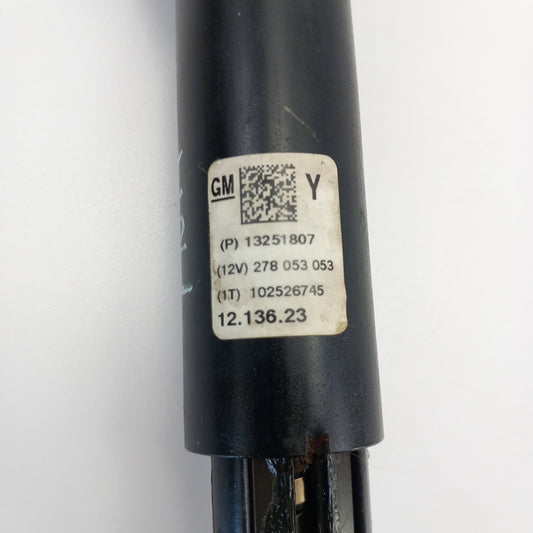 GM Y
(P) 13251807
(12V) 278 053 053
(1T) 102526745
12.136.23